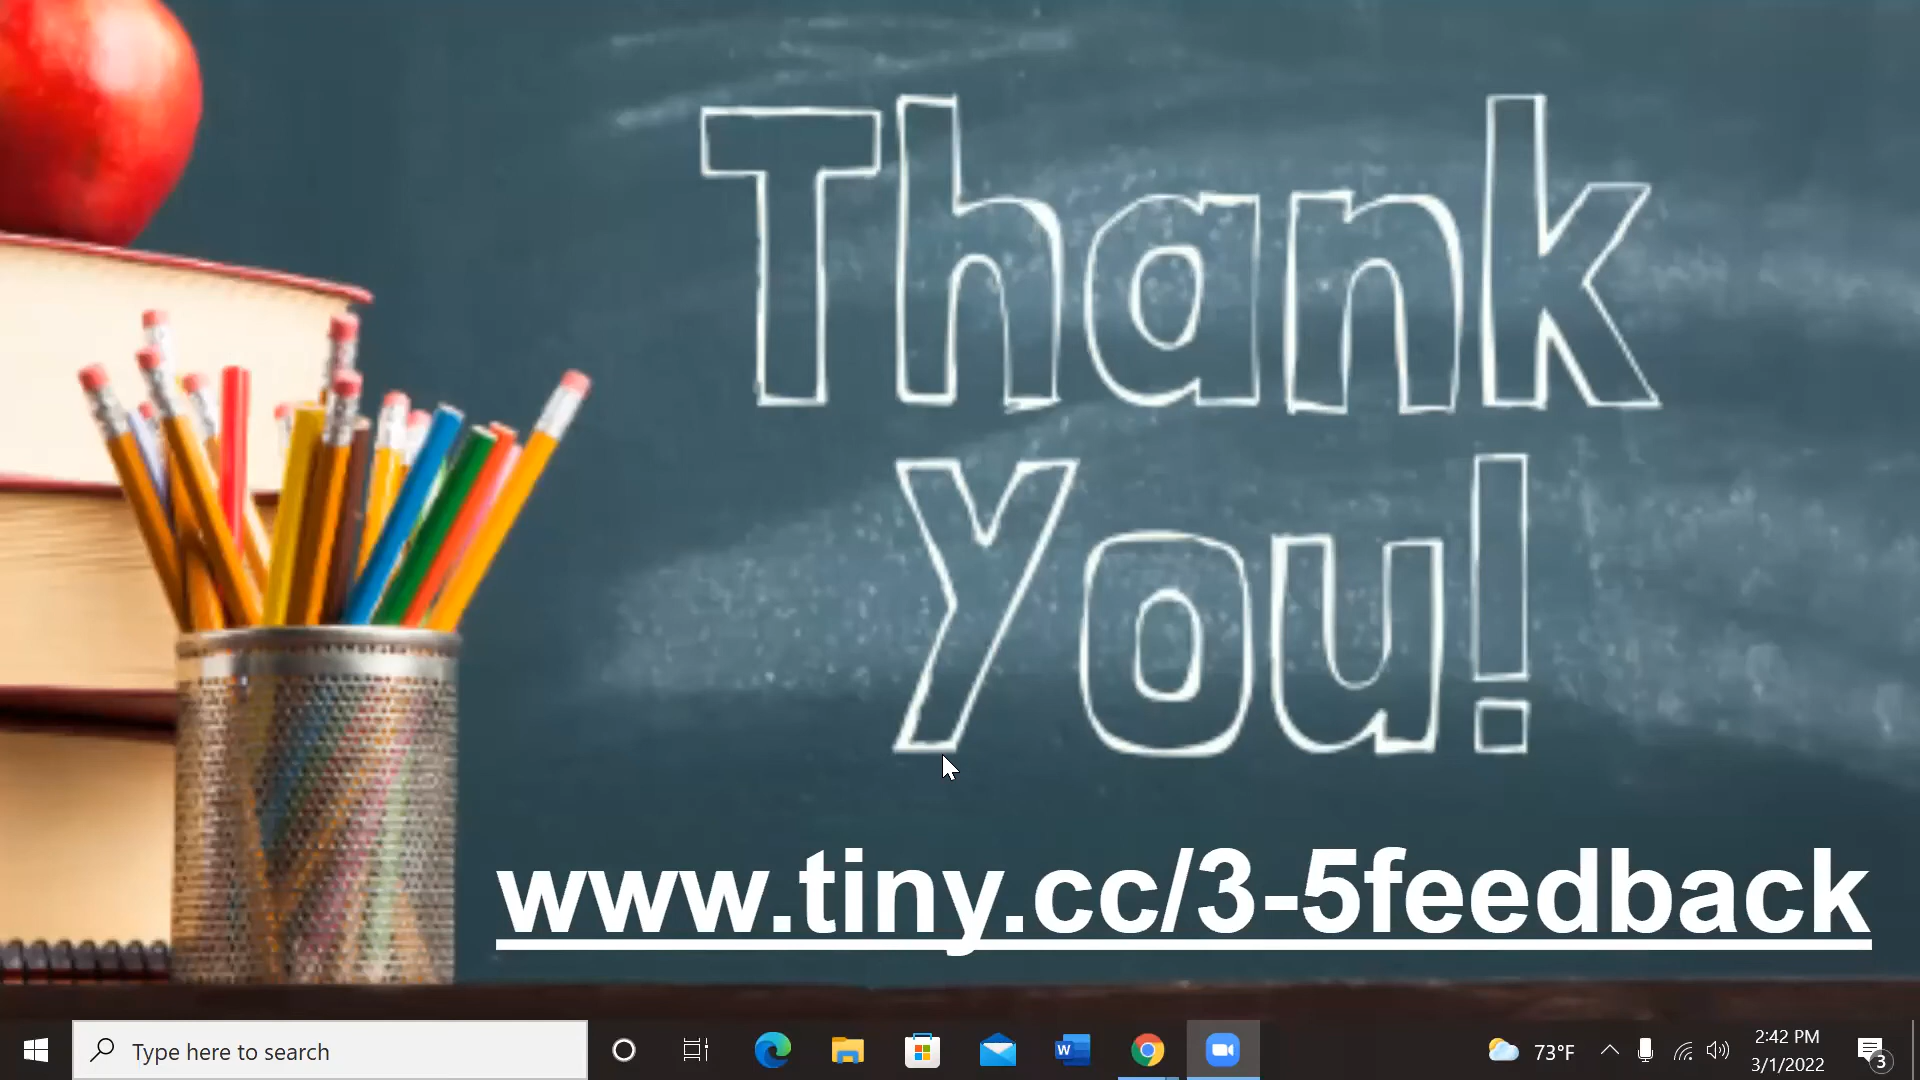 Thank
You!
www.tiny.cc/3-5feedback
Type here to search
W
73°F
2:42 PM
3/1/2022
3